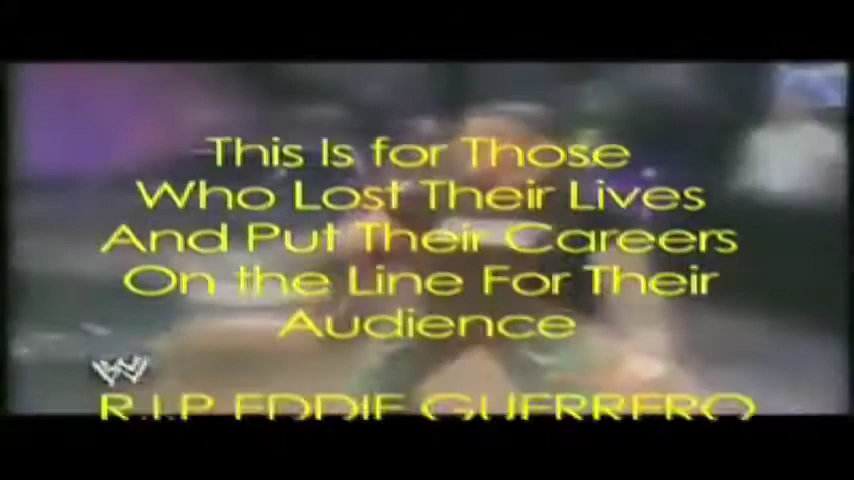 This Is for Those
Who Lost Their Lives
And Put Their Careers
On the Line For Their
Audience
R.I.P EDDIE GUERRERO
W